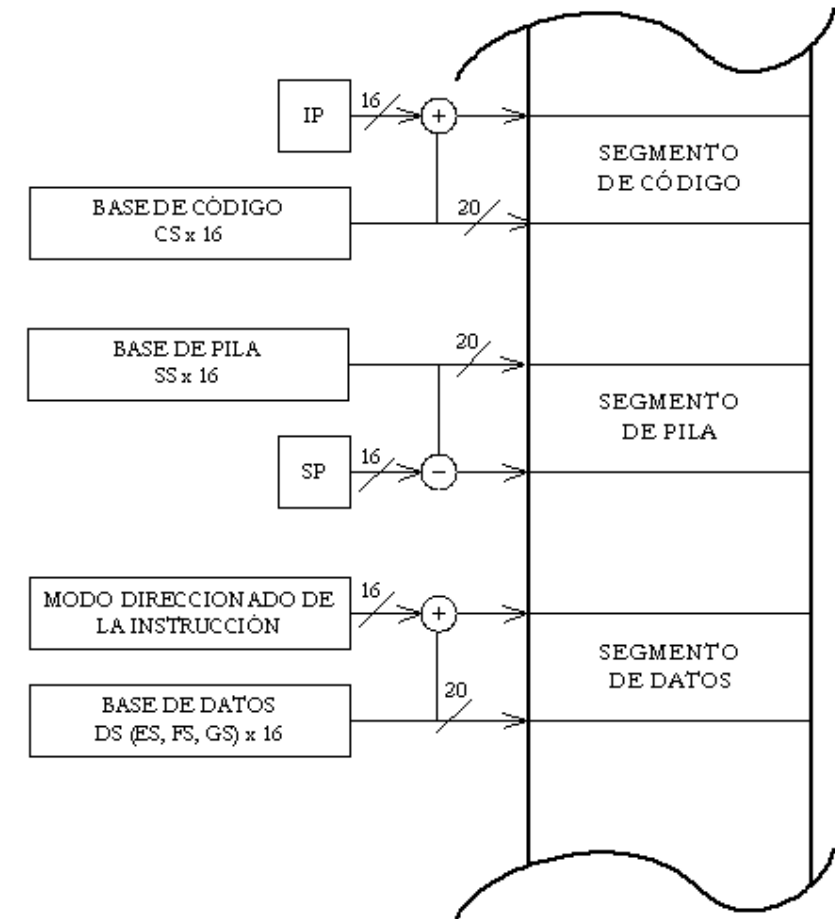 16
IP
+
SEGMENTO
DE CÓDIGO
BASE DE CÓDIGO
CS x 16
20
BASE DE PILA
SS x 16
20
SEGMENTO
DE PILA
16
SP
−
MODO DIRECCIONADO DE
LA INSTRUCCIÓN
16
+
SEGMENTO
DE DATOS
BASE DE DATOS
DS (ES, FS, GS) x 16
20